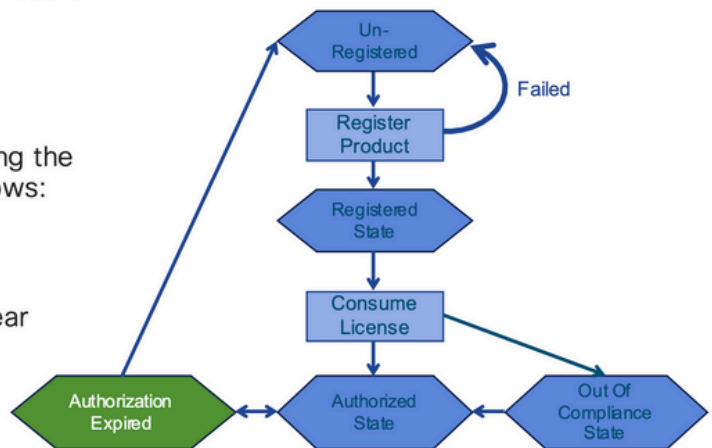 Un-
Registered
Failed
Register
Product
ng the
ows:
Registered
State
ear
Consume
License
Authorization
Expired
Authorized
State
Out Of
Compliance
State